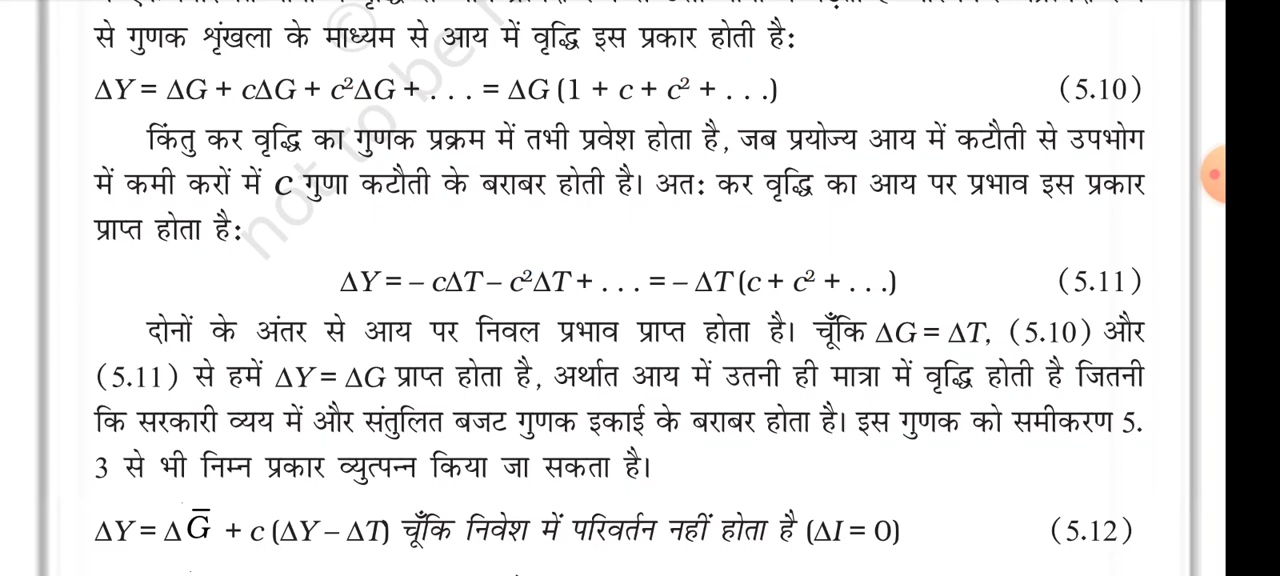 से गुणक शृंखला के माध्यम से आय में वृद्धि इस प्रकार होती है:
ΔY = ΔG + cΔG + c²ΔG + . . . = ΔG (1 + c + c² + . . .) (5.10)
किंतु कर वृद्धि का गुणक प्रक्रम में तभी प्रवेश होता है, जब प्रयोज्य आय में कटौती से उपभोग
में कमी करों में c गुणा कटौती के बराबर होती है। अत: कर वृद्धि का आय पर प्रभाव इस प्रकार
प्राप्त होता है:
ΔY = – cΔT – c²ΔT + . . . = – ΔT (c + c² + . . .) (5.11)
दोनों के अंतर से आय पर निवल प्रभाव प्राप्त होता है। चूँकि ΔG = ΔT, (5.10) और
(5.11) से हमें ΔY = ΔG प्राप्त होता है, अर्थात आय में उतनी ही मात्रा में वृद्धि होती है जितनी
कि सरकारी व्यय में और संतुलित बजट गुणक इकाई के बराबर होता है। इस गुणक को समीकरण 5.
3 से भी निम्न प्रकार व्युत्पन्न किया जा सकता है।
ΔY = Δ G̅ + c (ΔY – ΔT) चूँकि निवेश में परिवर्तन नहीं होता है (ΔI = 0) (5.12)
© not to be